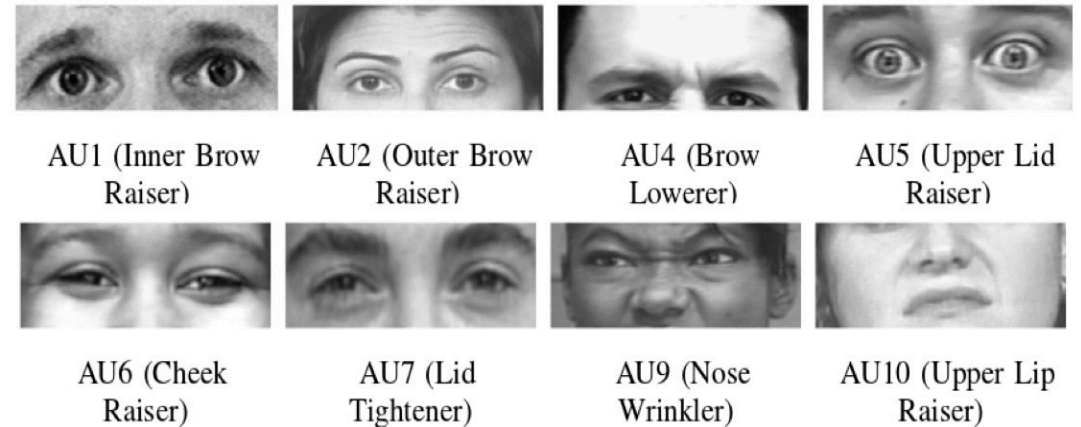 AU1 (Inner Brow
Raiser)
AU2 (Outer Brow
Raiser)
AU4 (Brow
Lowerer)
AU5 (Upper Lid
Raiser)
AU6 (Cheek
Raiser)
AU7 (Lid
Tightener)
AU9 (Nose
Wrinkler)
AU10 (Upper Lip
Raiser)